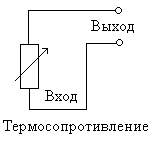 Выход
Вход
Термосопротивление